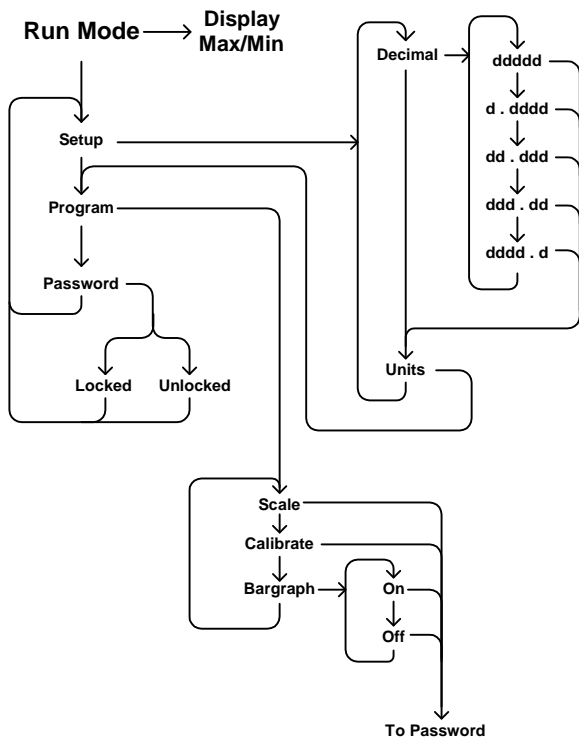 Run Mode
Display
Max/Min
Setup
Program
Password
Locked
Unlocked
Decimal
ddddd
d . dddd
dd . ddd
ddd . dd
dddd . d
Units
Scale
Calibrate
Bargraph
On
Off
To Password